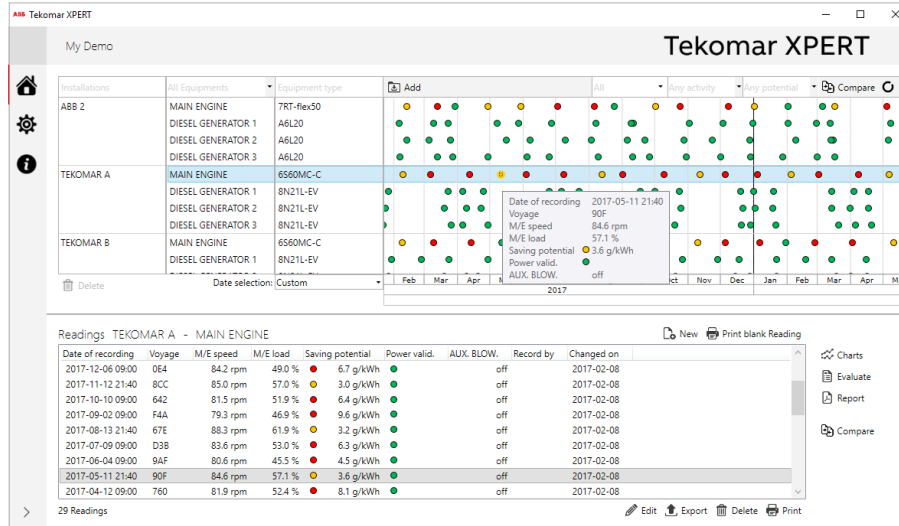 ABB Tekomar XPERT
My Demo
Tekomar XPERT
Installations All Equipments Equipment type Add All Any activity Any potential Compare
ABB 2 MAIN ENGINE 7RT-flex50
DIESEL GENERATOR 1 A6L20
DIESEL GENERATOR 2 A6L20
DIESEL GENERATOR 3 A6L20
TEKOMAR A MAIN ENGINE 6S60MC-C
DIESEL GENERATOR 1 8N21L-EV
DIESEL GENERATOR 2 8N21L-EV
DIESEL GENERATOR 3 8N21L-EV
TEKOMAR B MAIN ENGINE 6S60MC-C
DIESEL GENERATOR 1 8N21L-EV
Date of recording 2017-05-11 21:40
Voyage 90F
M/E speed 84.6 rpm
M/E load 57.1 %
Saving potential 3.6 g/kWh
Power valid.
AUX. BLOW. off
Delete Date selection: Custom
Feb Mar Apr Nov Dec Jan Feb Mar Apr
2017
Readings TEKOMAR A - MAIN ENGINE New Print blank Reading
Date of recording Voyage M/E speed M/E load Saving potential Power valid. AUX. BLOW. Record by Changed on
2017-12-06 09:00 0E4 84.2 rpm 49.0 % 6.7 g/kWh off 2017-02-08
2017-11-12 21:40 8CC 85.0 rpm 57.0 % 3.0 g/kWh off 2017-02-08
2017-10-10 09:00 642 81.5 rpm 51.9 % 6.4 g/kWh off 2017-02-08
2017-09-02 09:00 F4A 79.3 rpm 46.9 % 9.6 g/kWh off 2017-02-08
2017-08-13 21:40 67E 88.3 rpm 61.9 % 3.2 g/kWh off 2017-02-08
2017-07-09 09:00 D3B 83.6 rpm 53.0 % 6.3 g/kWh off 2017-02-08
2017-06-04 09:00 9AF 80.6 rpm 45.5 % 4.5 g/kWh off 2017-02-08
2017-05-11 21:40 90F 84.6 rpm 57.1 % 3.6 g/kWh off 2017-02-08
2017-04-12 09:00 760 81.9 rpm 52.4 % 8.1 g/kWh off 2017-02-08
Charts
Evaluate
Report
Compare
29 Readings Edit Export Delete Print